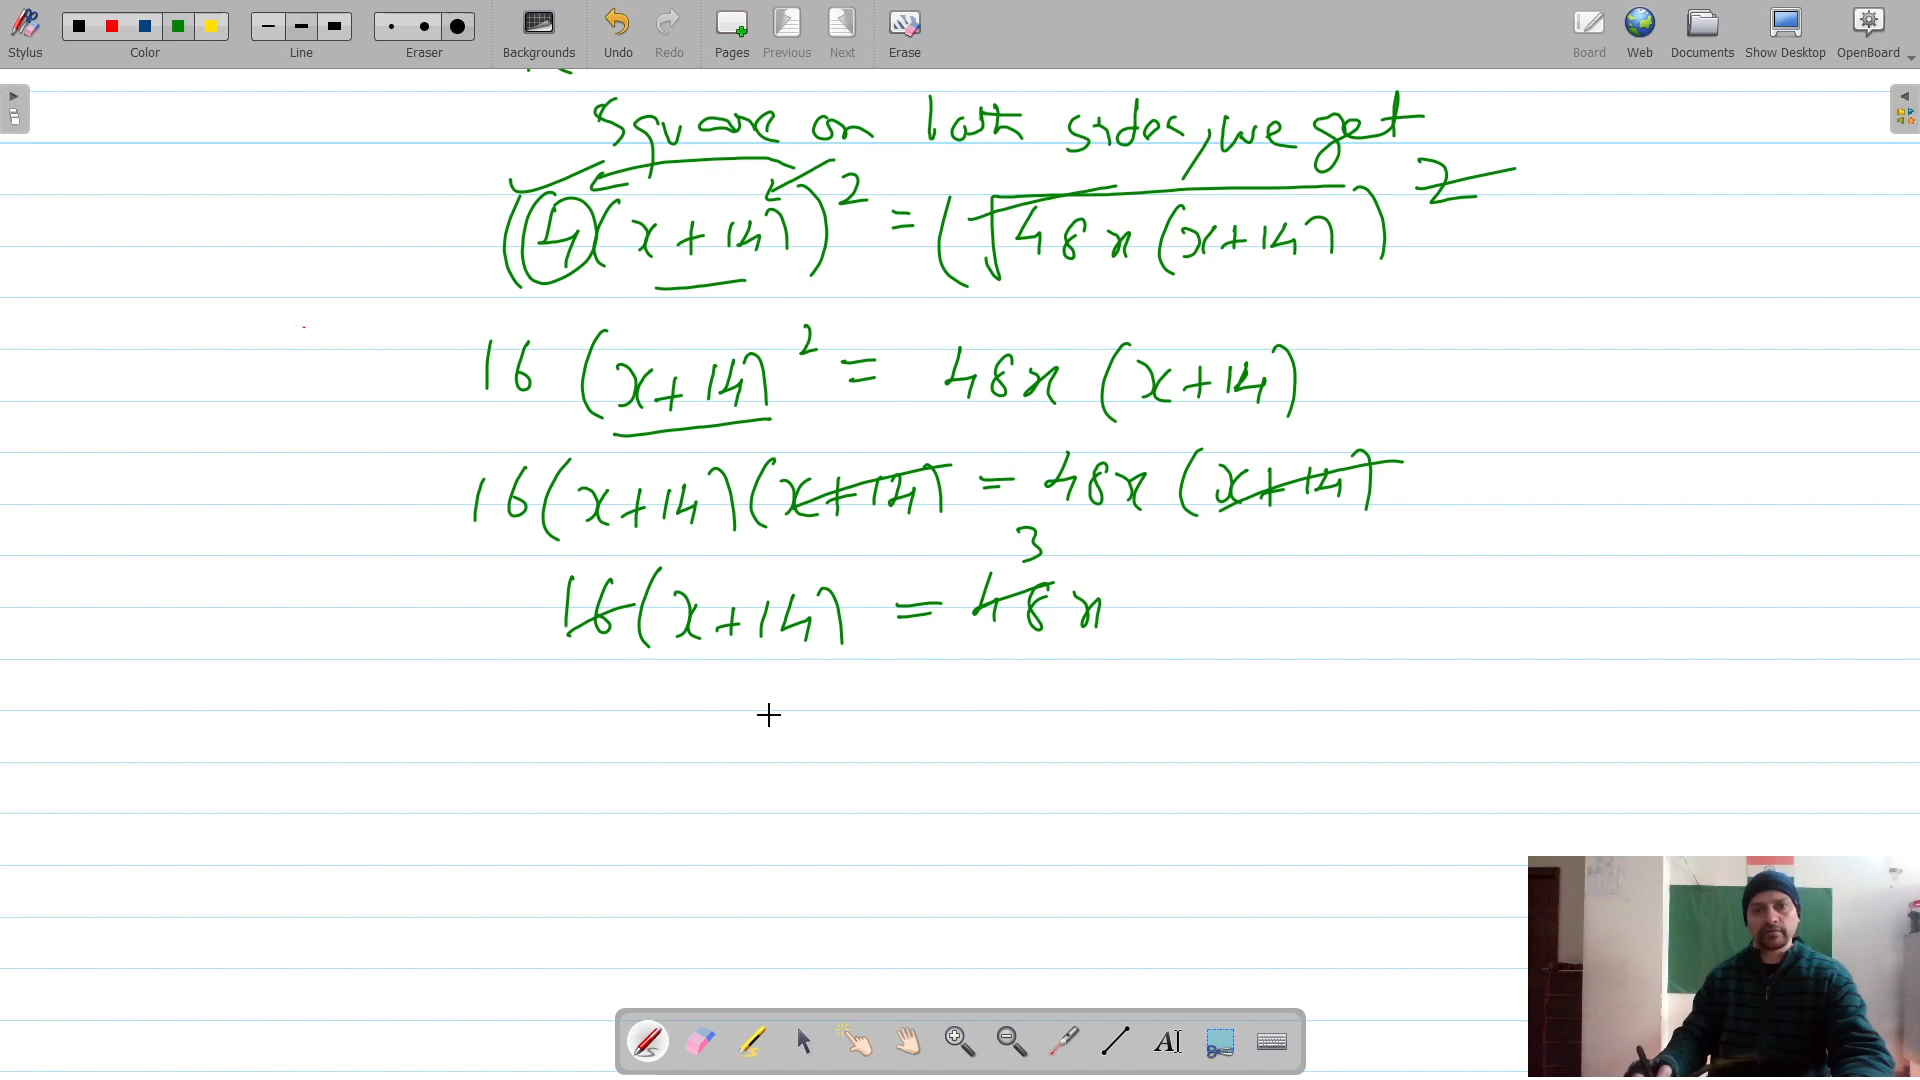 Stylus Color Line Eraser Backgrounds Undo Redo Pages Previous Next Erase Board Web Documents Show Desktop OpenBoard
Square on both sides, we get
(4(x+14))² = (√48x(x+14))²
16 (x+14)² = 48x (x+14)
16(x+14)(x+14) = 48x (x+14)
3
16(x+14) = 48x